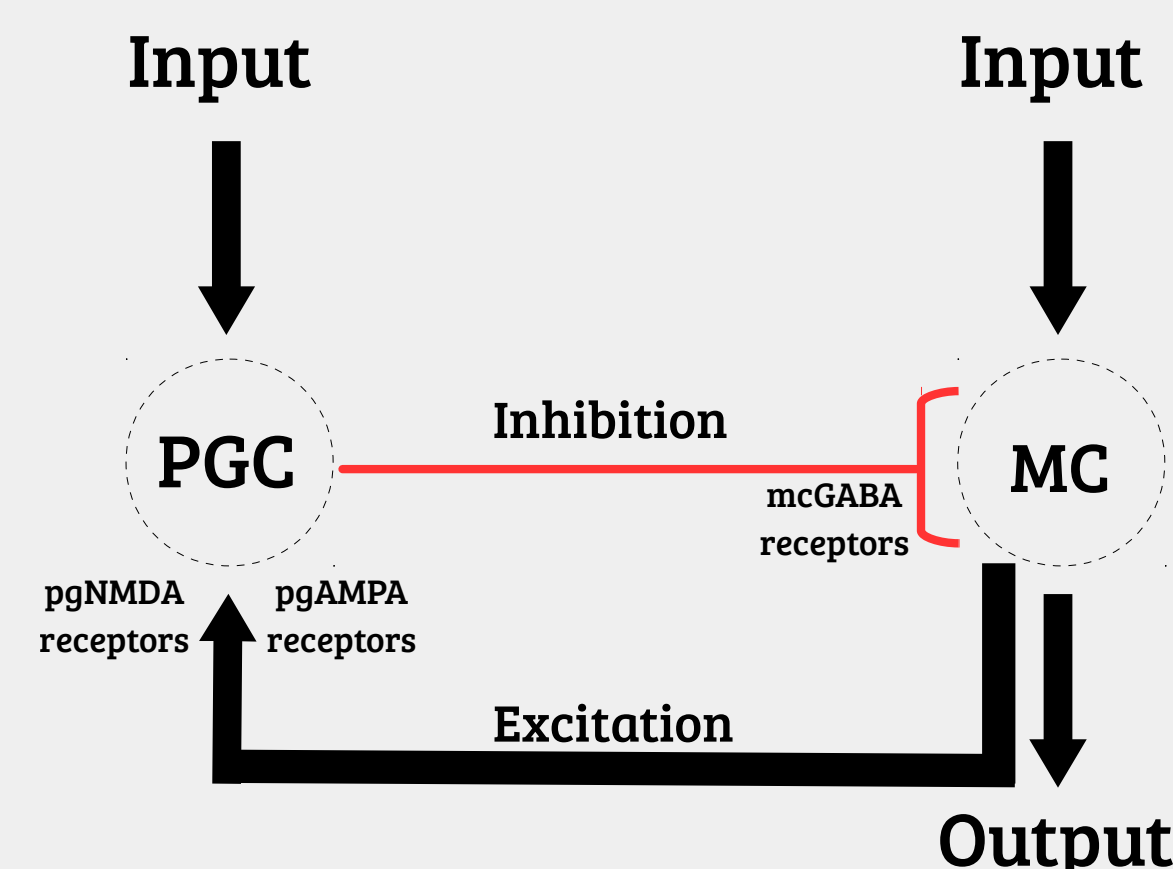 Input
Input
Inhibition
PGC
MC
mcGABA
receptors
pgNMDA
receptors
pgAMPA
receptors
Excitation
Output